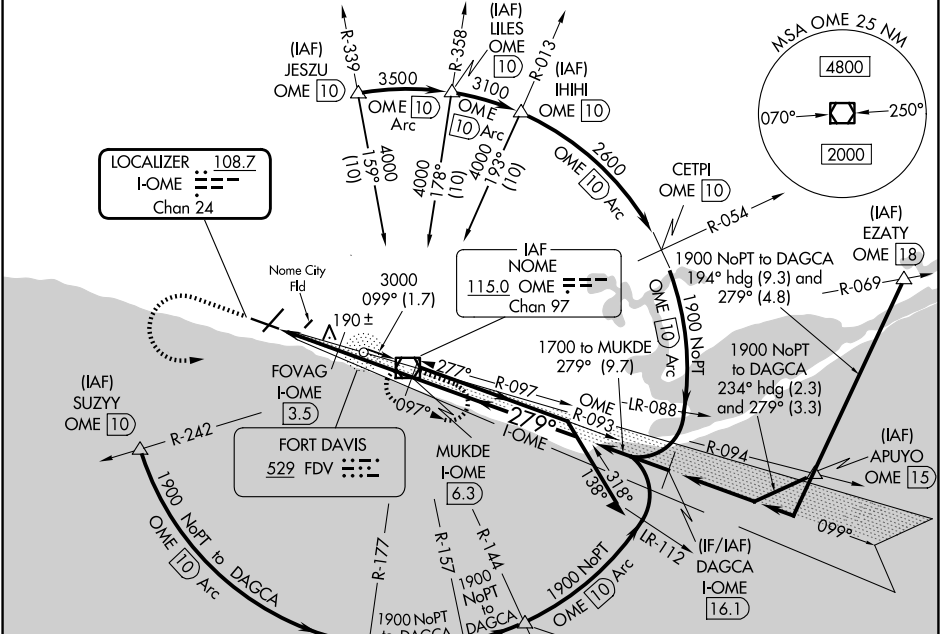 (IAF)
JESZU
OME 10
R-339
3500
OME 10
Arc
R-358
(IAF)
LILES
OME
10
3100
OME
10 Arc
R-013
(IAF)
IHIHI
OME 10
4000
159°
(10)
4000
178°
(10)
4000
193°
(10)
2600
OME 10 Arc
CETPI
OME 10
R-054
MSA OME 25 NM
4800
070°
250°
2000
LOCALIZER 108.7
I-OME
Chan 24
IAF
NOME
115.0 OME
Chan 97
(IAF)
EZATY
OME 18
R-069
1900 NoPT to DAGCA
194° hdg (9.3) and
279° (4.8)
Nome City
Fld
3000
099° (1.7)
190 ±
1900 NoPT
OME 10 Arc
1700 to MUKDE
279° (9.7)
1900 NoPT
to DAGCA
234° hdg (2.3)
and 279° (3.3)
FOVAG
I-OME
3.5
277°
R-097
097°
279°
I-OME
OME
R-093
LR-088
R-094
(IAF)
SUZYY
OME 10
R-242
FORT DAVIS
529 FDV
MUKDE
I-OME
6.3
318°
138°
(IAF)
APUYO
OME 15
099°
LR-112
(IF/IAF)
DAGCA
I-OME
16.1
1900 NoPT to DAGCA
OME 10 Arc
R-177
R-157
R-144
1900
NoPT
to
DAGCA
1900 NoPT
OME 10 Arc
1900 NoPT
to DAGCA